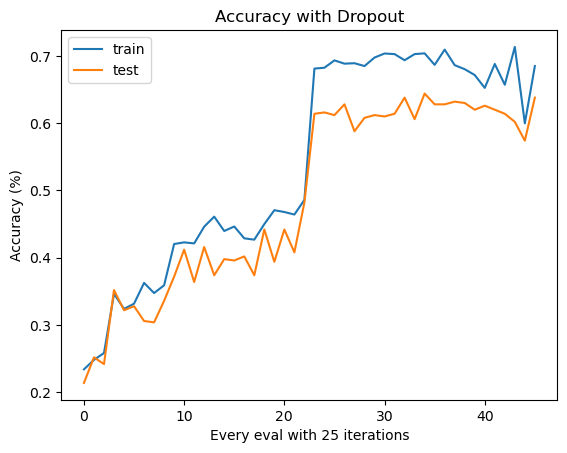 Accuracy with Dropout
train
test
Accuracy (%)
0.7
0.6
0.5
0.4
0.3
0.2
0 10 20 30 40
Every eval with 25 iterations